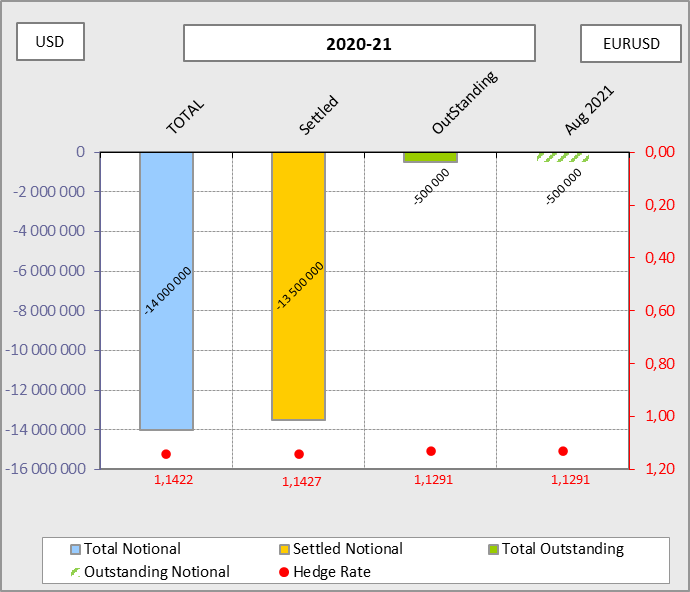 USD
2020-21
EURUSD
TOTAL
Settled
OutStanding
Aug 2021
0
-2 000 000
-4 000 000
-6 000 000
-8 000 000
-10 000 000
-12 000 000
-14 000 000
-16 000 000
-14 000 000
-13 500 000
-500 000
-500 000
0,00
0,20
0,40
0,60
0,80
1,00
1,20
1,1422
1,1427
1,1291
1,1291
Total Notional
Settled Notional
Total Outstanding
Outstanding Notional
Hedge Rate